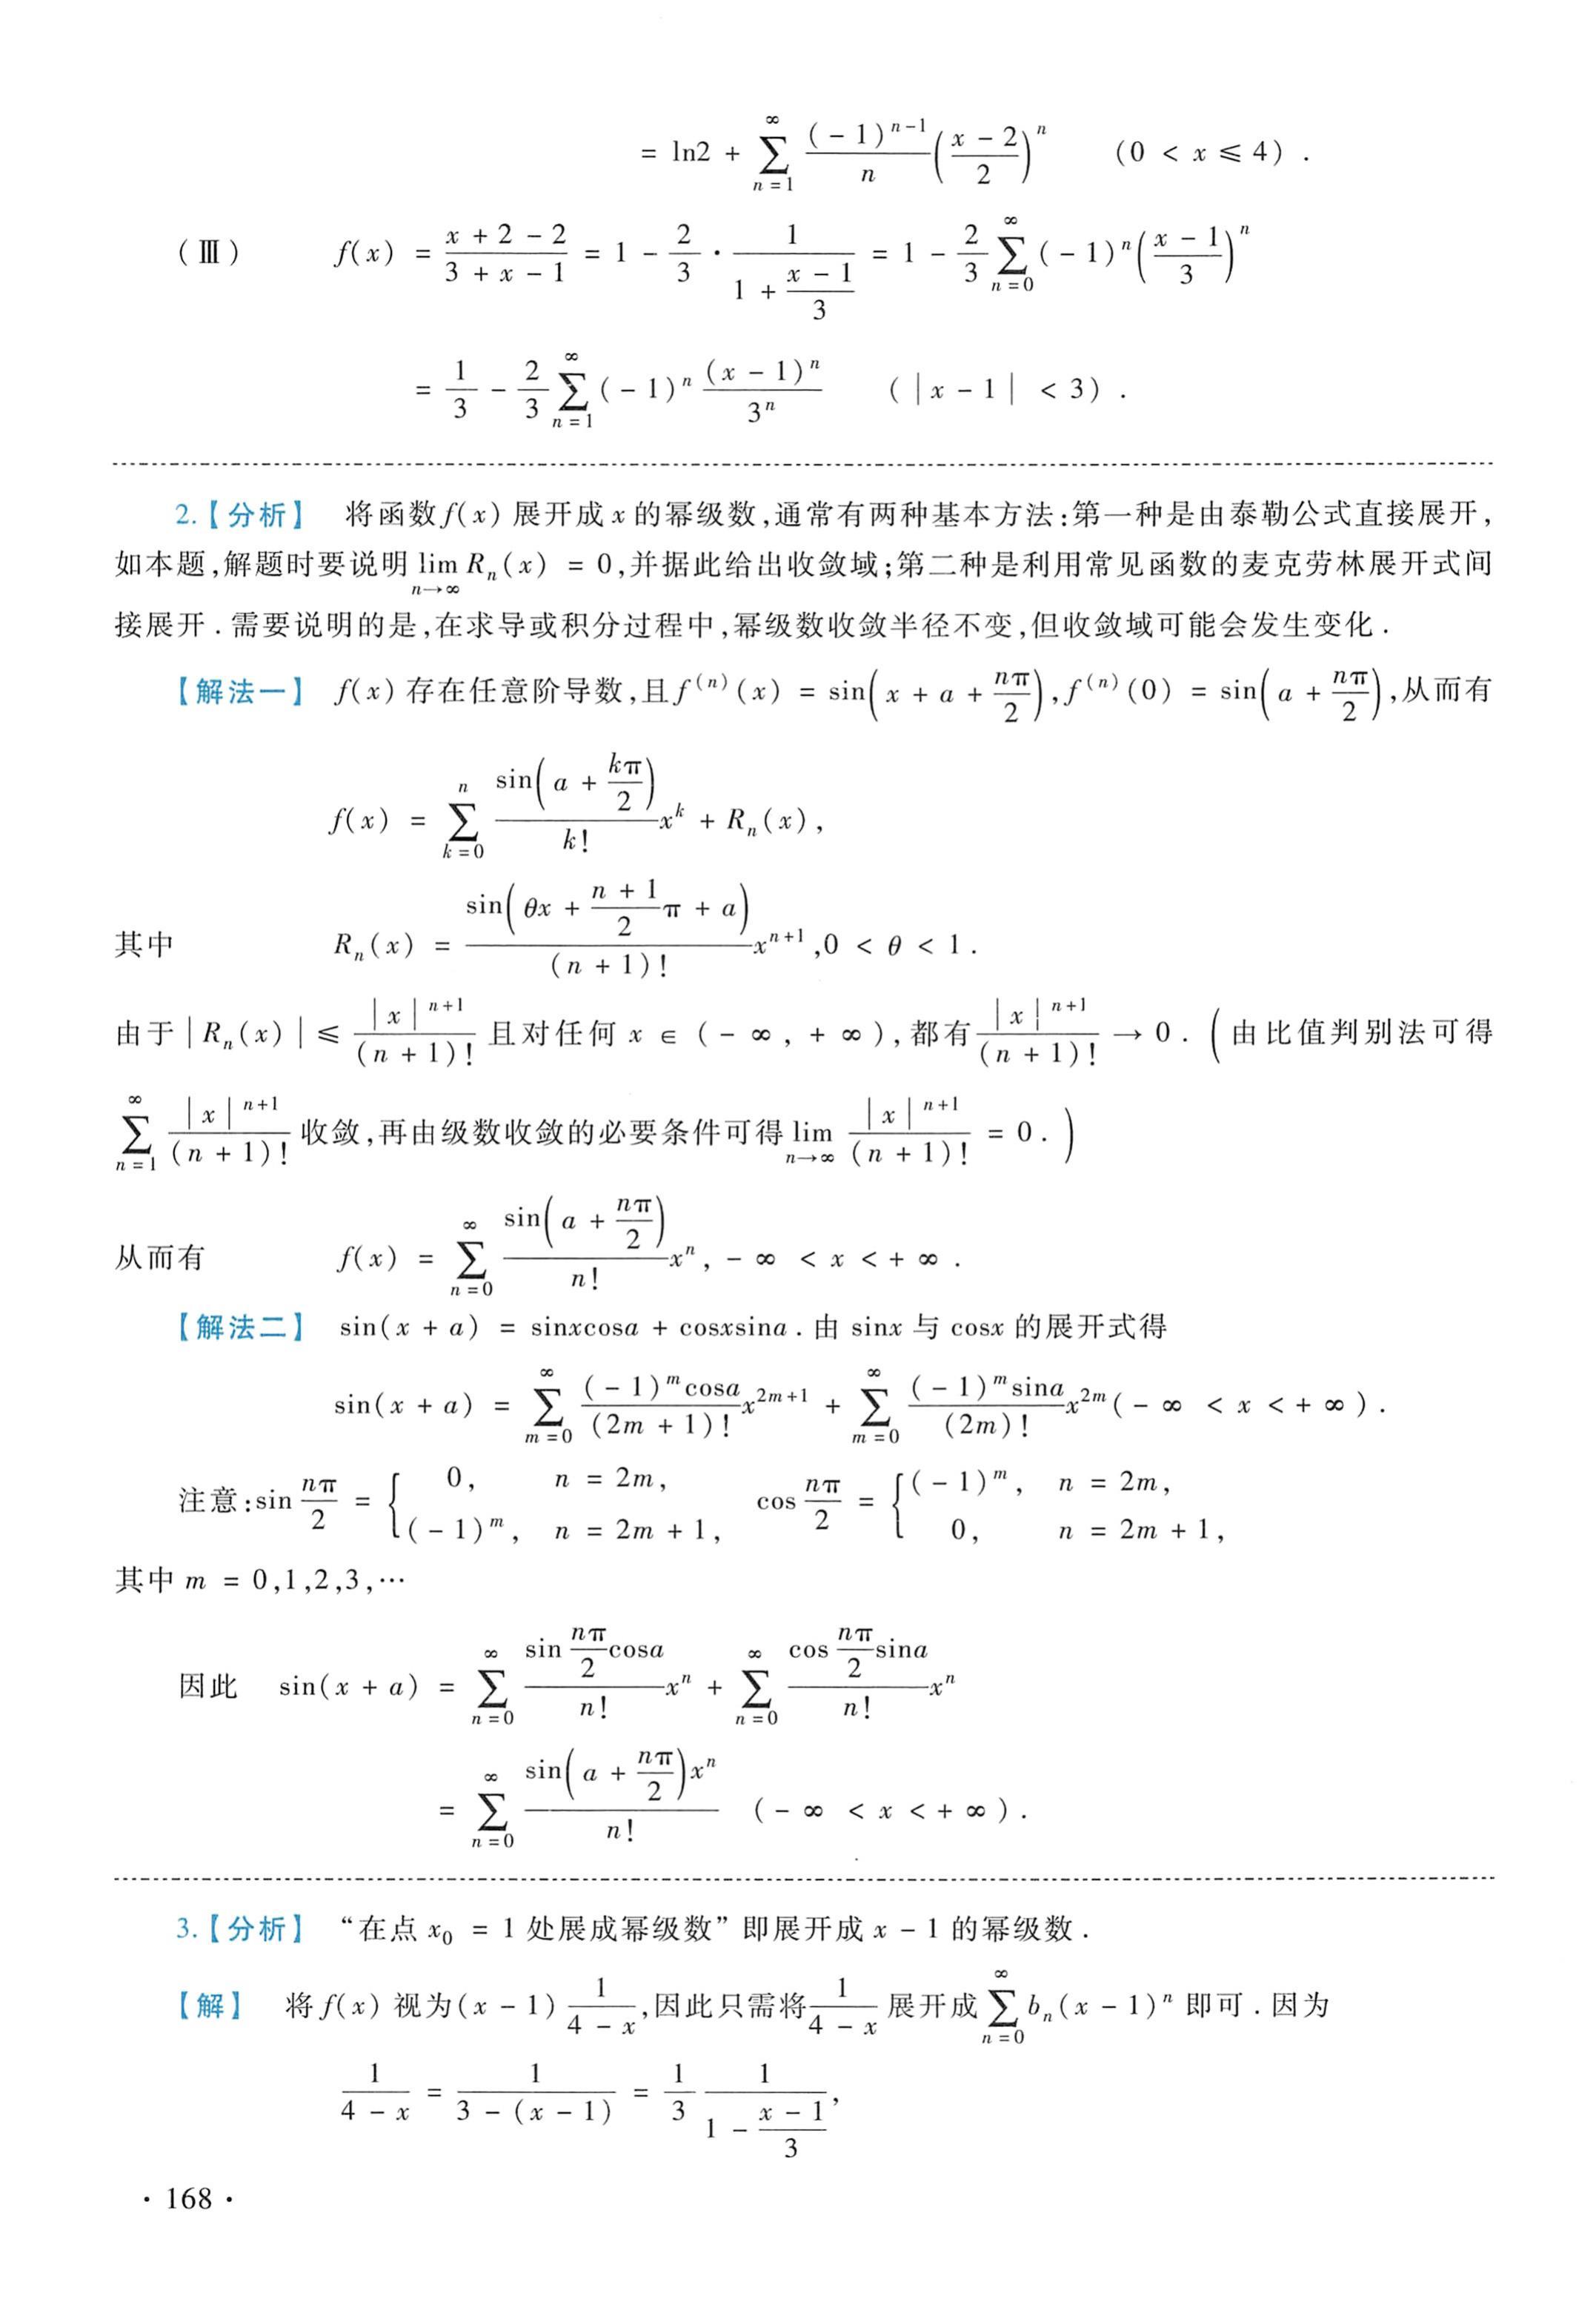 $= \ln 2 + \sum_{n=1}^{\infty} \frac{(-1)^{n-1}}{n}\left(\frac{x-2}{2}\right)^n \quad (0 < x \leqslant 4).$
(Ⅲ) $f(x) = \frac{x+2-2}{3+x-1} = 1 - \frac{2}{3} \cdot \frac{1}{1+\frac{x-1}{3}} = 1 - \frac{2}{3}\sum_{n=0}^{\infty}(-1)^n\left(\frac{x-1}{3}\right)^n$
$= \frac{1}{3} - \frac{2}{3}\sum_{n=1}^{\infty}(-1)^n\frac{(x-1)^n}{3^n} \quad (|x-1| < 3).$
2.【分析】 将函数 $f(x)$ 展开成 $x$ 的幂级数,通常有两种基本方法:第一种是由泰勒公式直接展开,
如本题,解题时要说明 $\lim_{n\to\infty} R_n(x) = 0$,并据此给出收敛域;第二种是利用常见函数的麦克劳林展开式间
接展开.需要说明的是,在求导或积分过程中,幂级数收敛半径不变,但收敛域可能会发生变化.
【解法一】 $f(x)$ 存在任意阶导数,且 $f^{(n)}(x) = \sin\left(x+a+\frac{n\pi}{2}\right), f^{(n)}(0) = \sin\left(a+\frac{n\pi}{2}\right)$,从而有
$f(x) = \sum_{k=0}^{n}\frac{\sin\left(a+\frac{k\pi}{2}\right)}{k!}x^k + R_n(x),$
其中 $R_n(x) = \frac{\sin\left(\theta x+\frac{n+1}{2}\pi+a\right)}{(n+1)!}x^{n+1}, 0 < \theta < 1.$
由于 $|R_n(x)| \leqslant \frac{|x|^{n+1}}{(n+1)!}$ 且对任何 $x \in (-\infty, +\infty)$,都有 $\frac{|x|^{n+1}}{(n+1)!} \to 0.$ (由比值判别法可得
$\sum_{n=1}^{\infty}\frac{|x|^{n+1}}{(n+1)!}$ 收敛,再由级数收敛的必要条件可得 $\lim_{n\to\infty}\frac{|x|^{n+1}}{(n+1)!} = 0.$)
从而有 $f(x) = \sum_{n=0}^{\infty}\frac{\sin\left(a+\frac{n\pi}{2}\right)}{n!}x^n, -\infty < x < +\infty.$
【解法二】 $\sin(x+a) = \sin x\cos a + \cos x\sin a.$ 由 $\sin x$ 与 $\cos x$ 的展开式得
$\sin(x+a) = \sum_{m=0}^{\infty}\frac{(-1)^m\cos a}{(2m+1)!}x^{2m+1} + \sum_{m=0}^{\infty}\frac{(-1)^m\sin a}{(2m)!}x^{2m} (-\infty < x < +\infty).$
注意:$\sin\frac{n\pi}{2} = \begin{cases} 0, & n = 2m, \\ (-1)^m, & n = 2m+1, \end{cases} \quad \cos\frac{n\pi}{2} = \begin{cases} (-1)^m, & n = 2m, \\ 0, & n = 2m+1, \end{cases}$
其中 $m = 0,1,2,3,\cdots$
因此 $\sin(x+a) = \sum_{n=0}^{\infty}\frac{\sin\frac{n\pi}{2}\cos a}{n!}x^n + \sum_{n=0}^{\infty}\frac{\cos\frac{n\pi}{2}\sin a}{n!}x^n$
$= \sum_{n=0}^{\infty}\frac{\sin\left(a+\frac{n\pi}{2}\right)x^n}{n!} \quad (-\infty < x < +\infty).$
3.【分析】 “在点 $x_0 = 1$ 处展成幂级数”即展开成 $x-1$ 的幂级数.
【解】 将 $f(x)$ 视为 $(x-1)\frac{1}{4-x}$,因此只需将 $\frac{1}{4-x}$ 展开成 $\sum_{n=0}^{\infty}b_n(x-1)^n$ 即可.因为
$\frac{1}{4-x} = \frac{1}{3-(x-1)} = \frac{1}{3}\frac{1}{1-\frac{x-1}{3}},$
· 168 ·